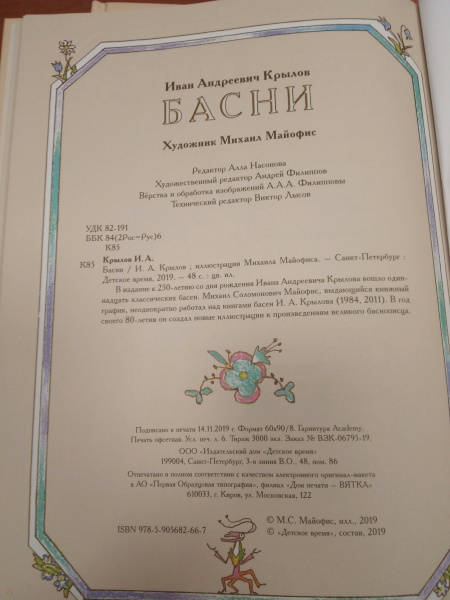 Иван Андреевич Крылов
БАСНИ
Художник Михаил Майофис
Редактор Алла Насонова
Художественный редактор Андрей Филиппов
Вёрстка и обработка изображений А.А.А. Филипповы
Технический редактор Виктор Лысов
УДК 82-191
ББК 84(2Рос=Рус)6
К85
Крылов И. А.
К85 Басни / И. А. Крылов ; иллюстрации Михаила Майофиса. — Санкт-Петербург :
Детское время, 2019. — 48 с. : цв. ил.
В издание к 250-летию со дня рождения Ивана Андреевича Крылова вошло один-
надцать классических басен. Михаил Соломонович Майофис, выдающийся книжный
график, неоднократно работал над книгами басен И. А. Крылова (1984, 2011). В год
своего 80-летия он создал новые иллюстрации к произведениям великого баснописца.
Подписано в печать 14.11.2019 г. Формат 60х90/8. Гарнитура Academy.
Печать офсетная. Усл. печ. л. 6. Тираж 3000 экз. Заказ № ВЗК-06795-19.
ООО «Издательский дом «Детское время»
199004, Санкт-Петербург, 3-я линия В.О., 48, пом. 86
Отпечатано в полном соответствии с качеством электронного оригинал-макета
в АО «Первая Образцовая типография», филиал «Дом печати — ВЯТКА»
610033, г. Киров, ул. Московская, 122
ISBN 978-5-905682-66-7
© М.С. Майофис, илл., 2019
© «Детское время», состав, 2019